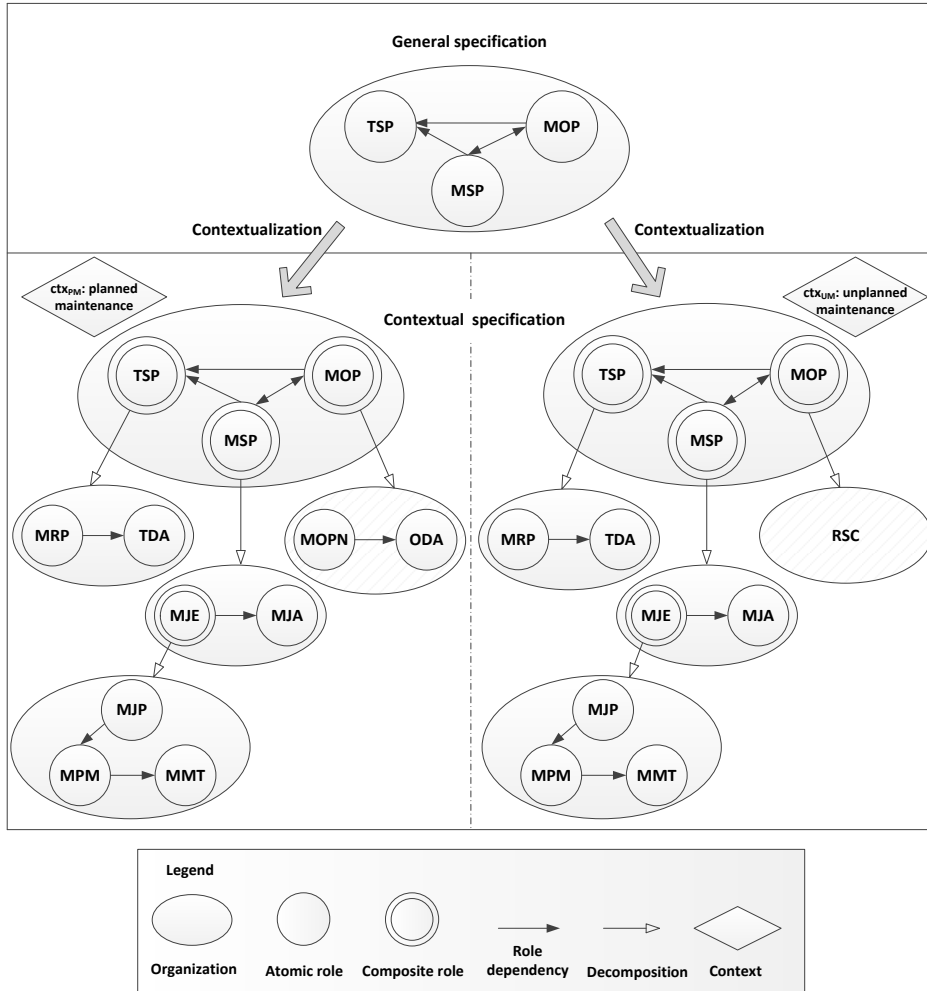 General specification
TSP
MOP
MSP
Contextualization
Contextualization
ctxPM: planned
maintenance
ctxUM: unplanned
maintenance
Contextual specification
TSP
MOP
MSP
TSP
MOP
MSP
MRP
TDA
MOPN
ODA
MRP
TDA
RSC
MJE
MJA
MJE
MJA
MJP
MPM
MMT
MJP
MPM
MMT
Legend
Organization
Atomic role
Composite role
Role
dependency
Decomposition
Context